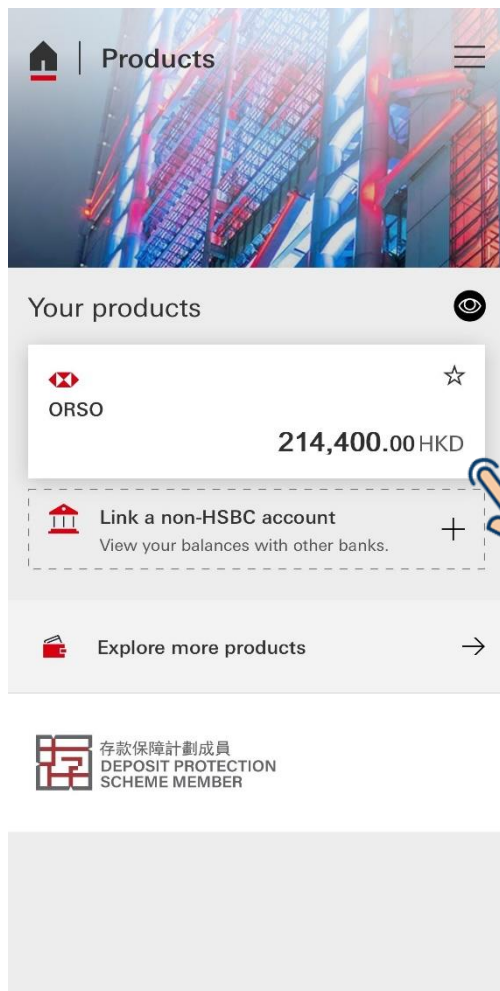 Products
Your products
ORSO
214,400.00 HKD
Link a non-HSBC account
View your balances with other banks.
Explore more products
存款保障計劃成員
DEPOSIT PROTECTION
SCHEME MEMBER